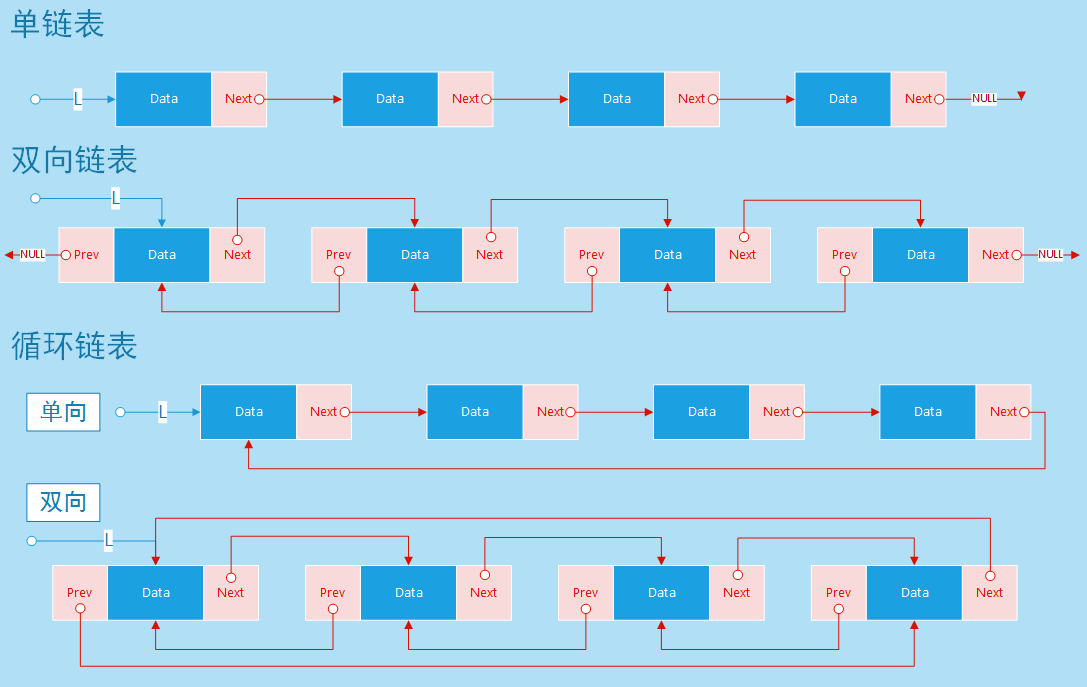 单链表
L Data Next Data Next Data Next Data Next NULL
双向链表
L
NULL Prev Data Next Prev Data Next Prev Data Next Prev Data Next NULL
循环链表
单向 L Data Next Data Next Data Next Data Next
双向
L
Prev Data Next Prev Data Next Prev Data Next Prev Data Next